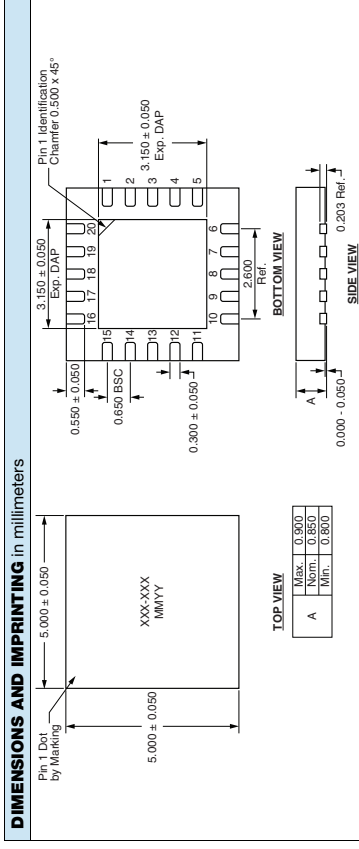 DIMENSIONS AND IMPRINTING in millimeters
Pin 1 Dot
by Marking
5.000 ± 0.050
5.000 ± 0.050
XXX-XXX
MMYY
TOP VIEW
A
Max. 0.900
Nom. 0.850
Min. 0.800
3.150 ± 0.050
Exp. DAP
Pin 1 Identification
Chamfer 0.500 x 45°
0.550 ± 0.050
0.650 BSC
0.300 ± 0.050
16 17 18 19 20
15 14 13 12 11
1 2 3 4 5
10 9 8 7 6
3.150 ± 0.050
Exp. DAP
2.600
Ref.
BOTTOM VIEW
A
0.000 - 0.050
0.203 Ref.
SIDE VIEW